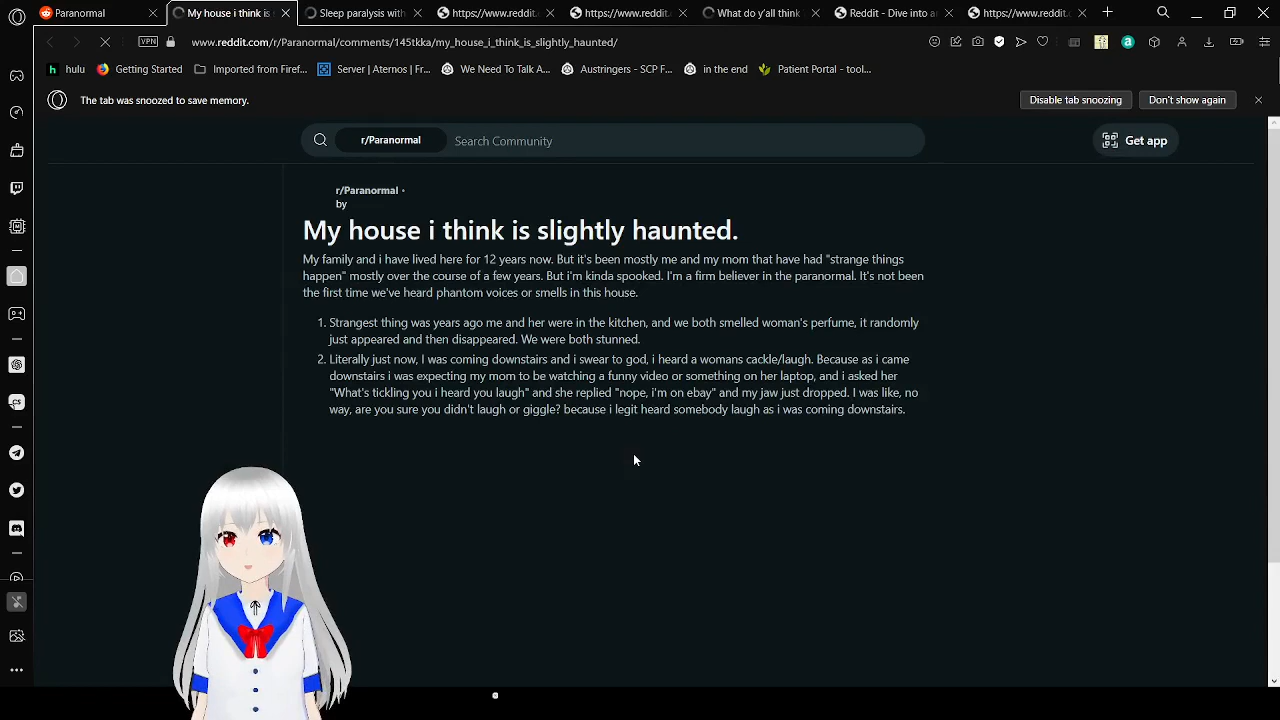 Paranormal
My house i think is
Sleep paralysis with
https://www.reddit.c
https://www.reddit.
What do y'all think
Reddit - Dive into an
https://www.reddit.c
VPN
www.reddit.com/r/Paranormal/comments/145tkka/my_house_i_think_is_slightly_haunted/
hulu
Getting Started
Imported from Firef...
Server | Aternos | Fr...
We Need To Talk A...
Austringers - SCP F...
in the end
Patient Portal - tool...
The tab was snoozed to save memory.
Disable tab snoozing
Don't show again
r/Paranormal
Search Community
Get app
r/Paranormal •
by
My house i think is slightly haunted.
My family and i have lived here for 12 years now. But it's been mostly me and my mom that have had "strange things
happen" mostly over the course of a few years. But i'm kinda spooked. I'm a firm believer in the paranormal. It's not been
the first time we've heard phantom voices or smells in this house.
1. Strangest thing was years ago me and her were in the kitchen, and we both smelled woman's perfume, it randomly
just appeared and then disappeared. We were both stunned.
2. Literally just now, I was coming downstairs and i swear to god, i heard a womans cackle/laugh. Because as i came
downstairs i was expecting my mom to be watching a funny video or something on her laptop, and i asked her
"What's tickling you i heard you laugh" and she replied "nope, i'm on ebay" and my jaw just dropped. I was like, no
way, are you sure you didn't laugh or giggle? because i legit heard somebody laugh as i was coming downstairs.